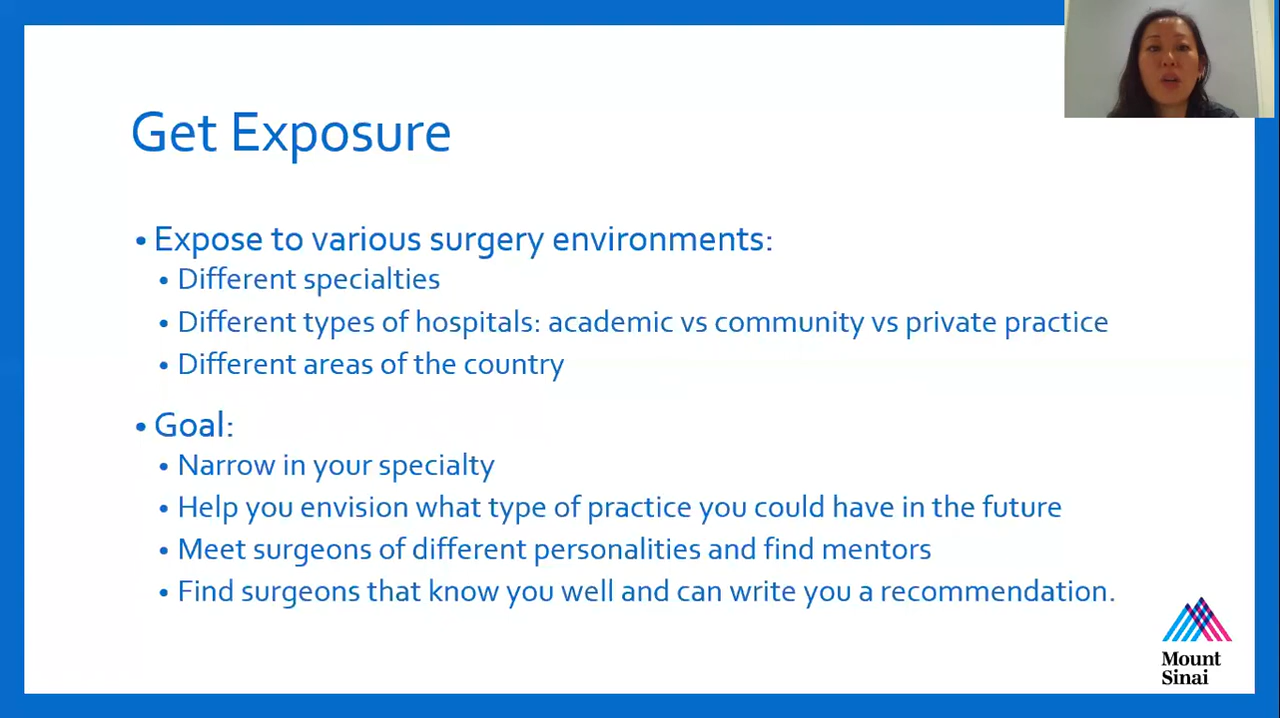 Get Exposure
• Expose to various surgery environments:
• Different specialties
• Different types of hospitals: academic vs community vs private practice
• Different areas of the country
• Goal:
• Narrow in your specialty
• Help you envision what type of practice you could have in the future
• Meet surgeons of different personalities and find mentors
• Find surgeons that know you well and can write you a recommendation.
Mount
Sinai